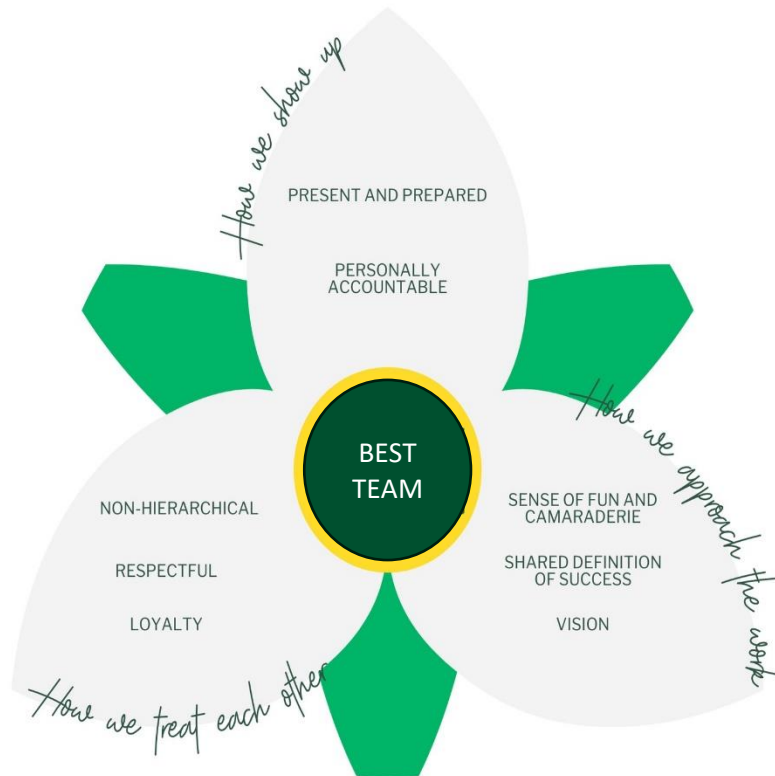 How we show up
PRESENT AND PREPARED
PERSONALLY
ACCOUNTABLE
BEST
TEAM
How we treat each other
NON-HIERARCHICAL
RESPECTFUL
LOYALTY
How we approach the work
SENSE OF FUN AND
CAMARADERIE
SHARED DEFINITION
OF SUCCESS
VISION